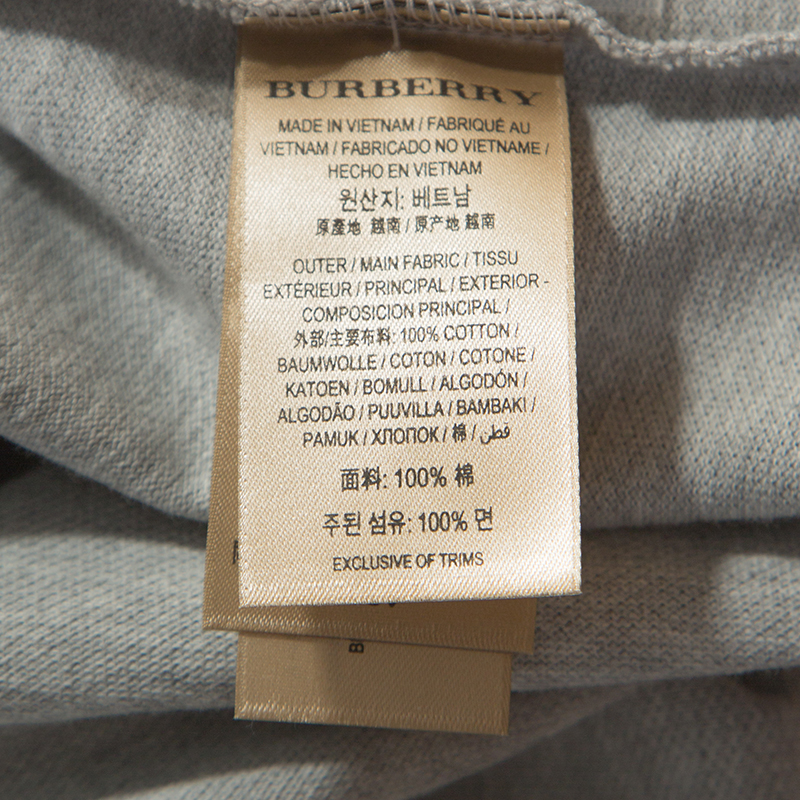 BURBERRY
MADE IN VIETNAM / FABRIQUÉ AU
VIETNAM / FABRICADO NO VIETNAME /
HECHO EN VIETNAM
원산지: 베트남
原產地 越南 / 原产地 越南
OUTER / MAIN FABRIC / TISSU
EXTÉRIEUR / PRINCIPAL / EXTERIOR -
COMPOSICION PRINCIPAL /
外部/主要布料: 100% COTTON /
BAUMWOLLE / COTON / COTONE /
KATOEN / BOMULL / ALGODÓN /
ALGODÃO / PUUVILLA / BAMBAKI /
PAMUK / ХЛОПОК / 棉 / قطن
面料: 100% 棉
주된 섬유: 100% 면
EXCLUSIVE OF TRIMS